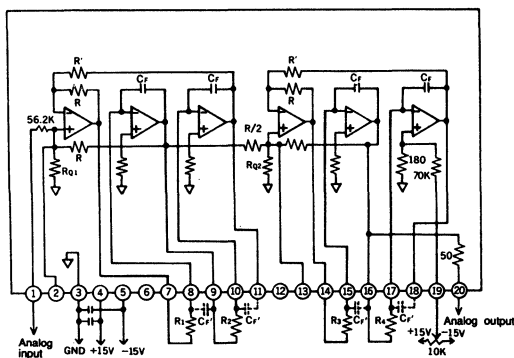 R' R'
CF CF CF CF
R R
56.2K
R R/2
RQ1 RQ2 180
70K
50
1 2 3 4 5 6 7 8 9 10 11 12 13 14 15 16 17 18 19 20
R1 CF' R2 CF' R3 CF' R4 CF' +15V -15V Analog output
Analog input GND +15V -15V 10K